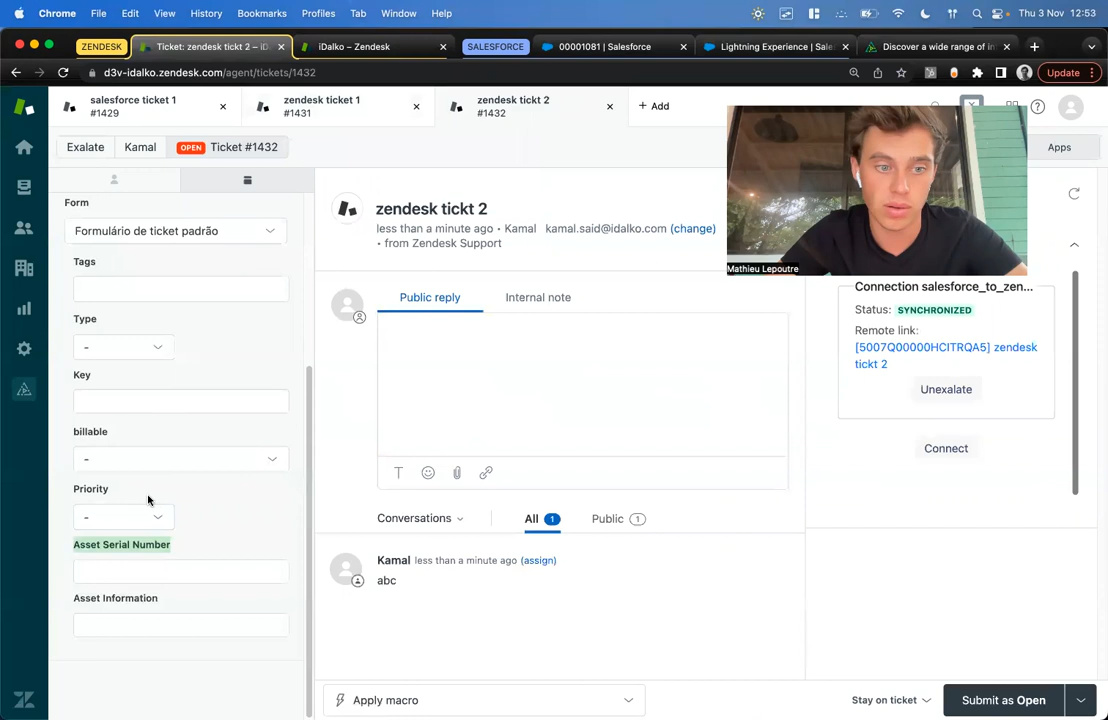 Chrome File Edit View History Bookmarks Profiles Tab Window Help Thu 3 Nov 12:53
ZENDESK Ticket: zendesk tickt 2 – iD iDalko – Zendesk SALESFORCE 00001081 | Salesforce Lightning Experience | Sales Discover a wide range of in
d3v-idalko.zendesk.com/agent/tickets/1432 Update
salesforce ticket 1
#1429
zendesk ticket 1
#1431
zendesk tickt 2
#1432
+ Add
Exalate Kamal OPEN Ticket #1432 Apps
Form
Formulário de ticket padrão
Tags
Type
-
Key
billable
-
Priority
-
Asset Serial Number
Asset Information
zendesk tickt 2
less than a minute ago • Kamal kamal.said@idalko.com (change)
• from Zendesk Support
Public reply Internal note
Conversations All 1 Public 1
Kamal less than a minute ago (assign)
abc
Apply macro
Mathieu Lepoutre
Connection salesforce_to_zen...
Status: SYNCHRONIZED
Remote link:
[5007Q00000HCITRQA5] zendesk
tickt 2
Unexalate
Connect
Stay on ticket Submit as Open